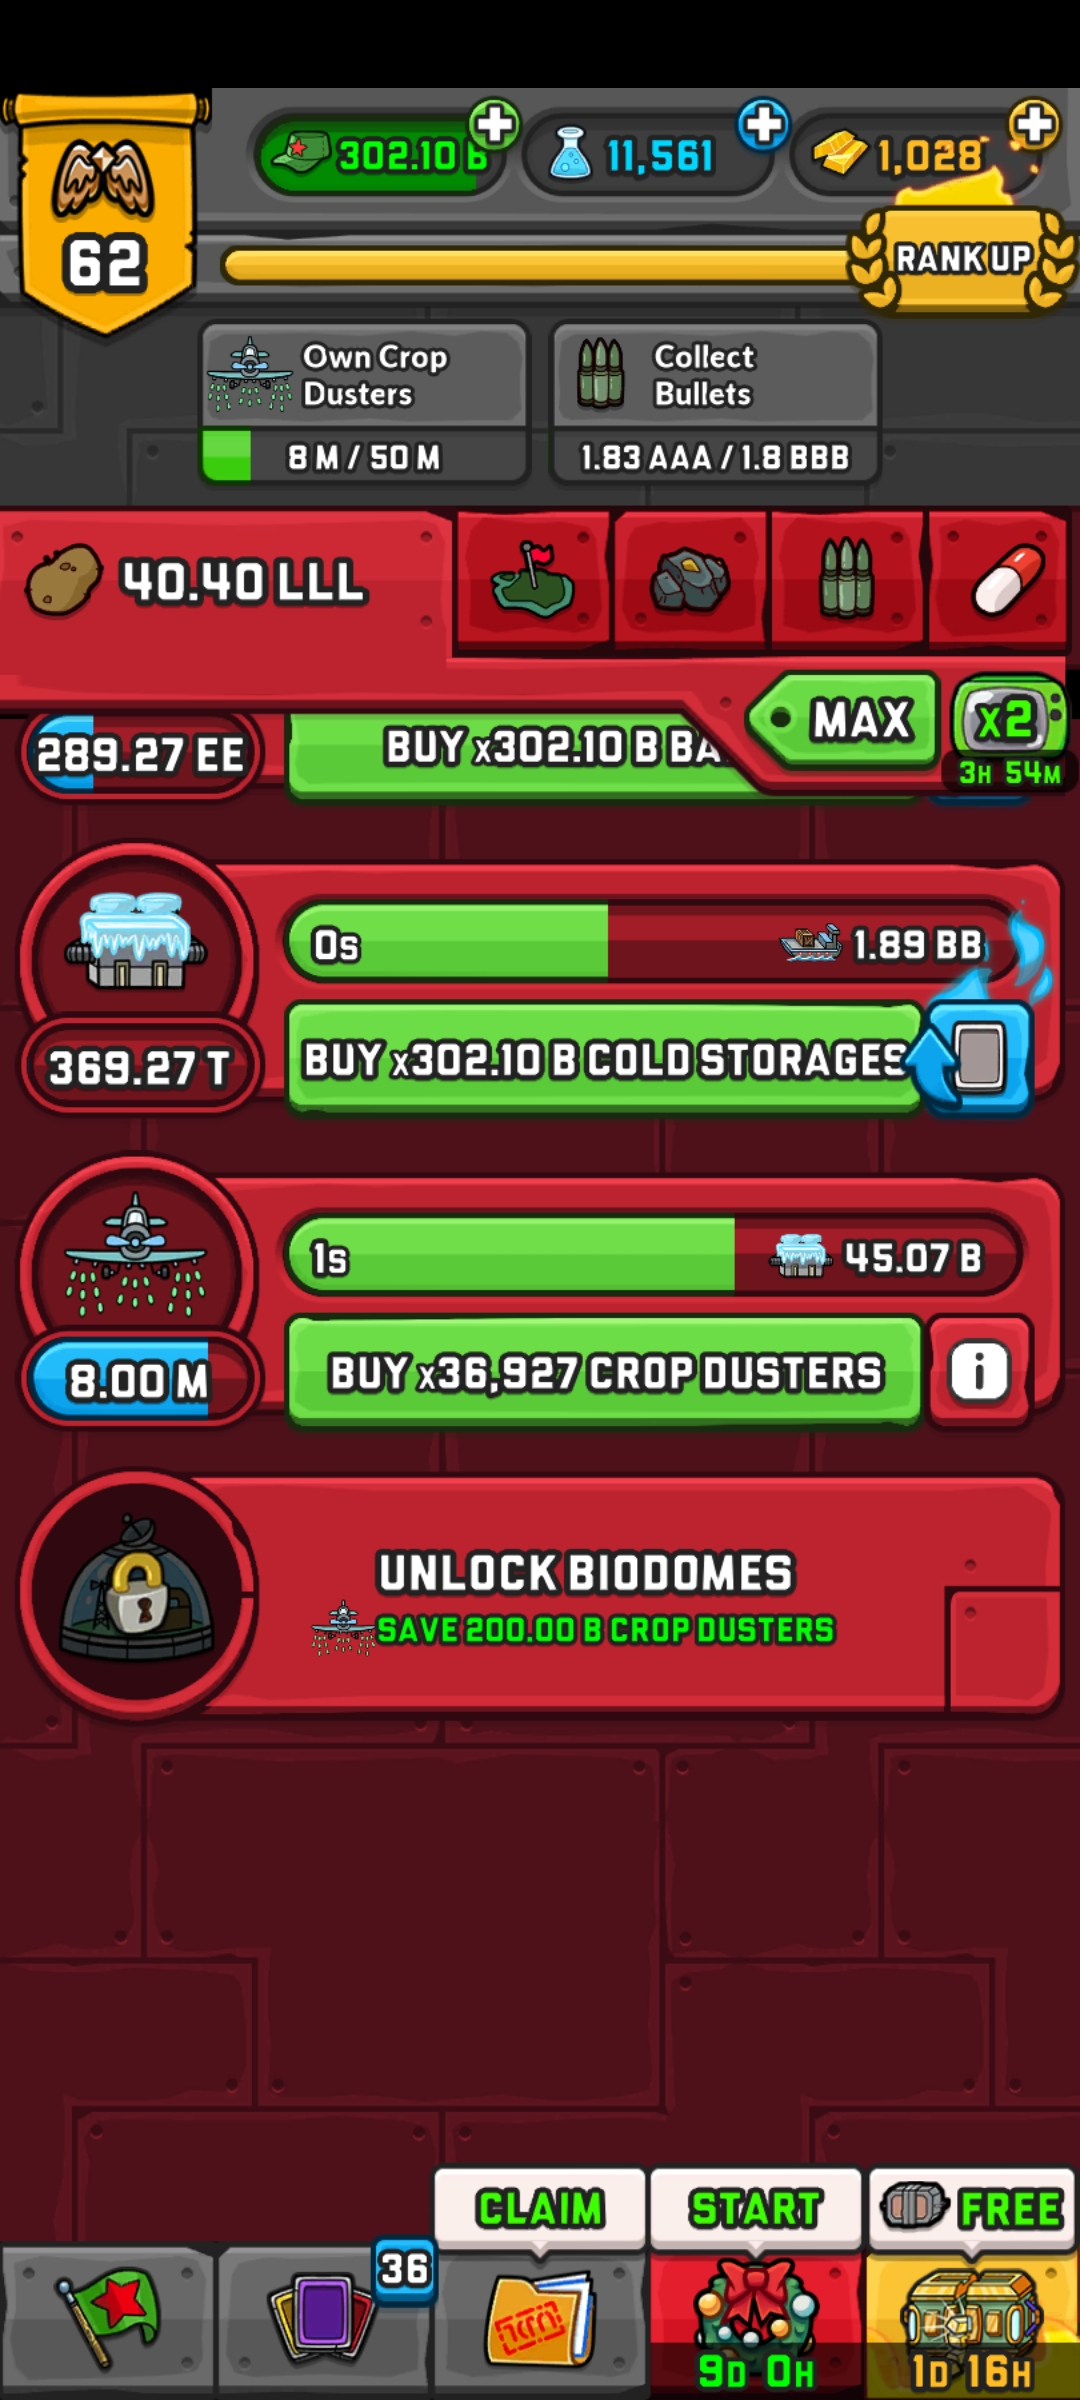 302.10 B
11,561
1,028
62
RANK UP
Own Crop
Dusters
8 M / 50 M
Collect
Bullets
1.83 AAA / 1.8 BBB
40.40 LLL
MAX
x2
3H 54M
289.27 EE
BUY x302.10 B BA
0s
1.89 BB
369.27 T
BUY x302.10 B COLD STORAGES
1s
45.07 B
8.00 M
BUY x36,927 CROP DUSTERS
i
UNLOCK BIODOMES
SAVE 200.00 B CROP DUSTERS
CLAIM
START
FREE
36
9D 0H
1D 16H